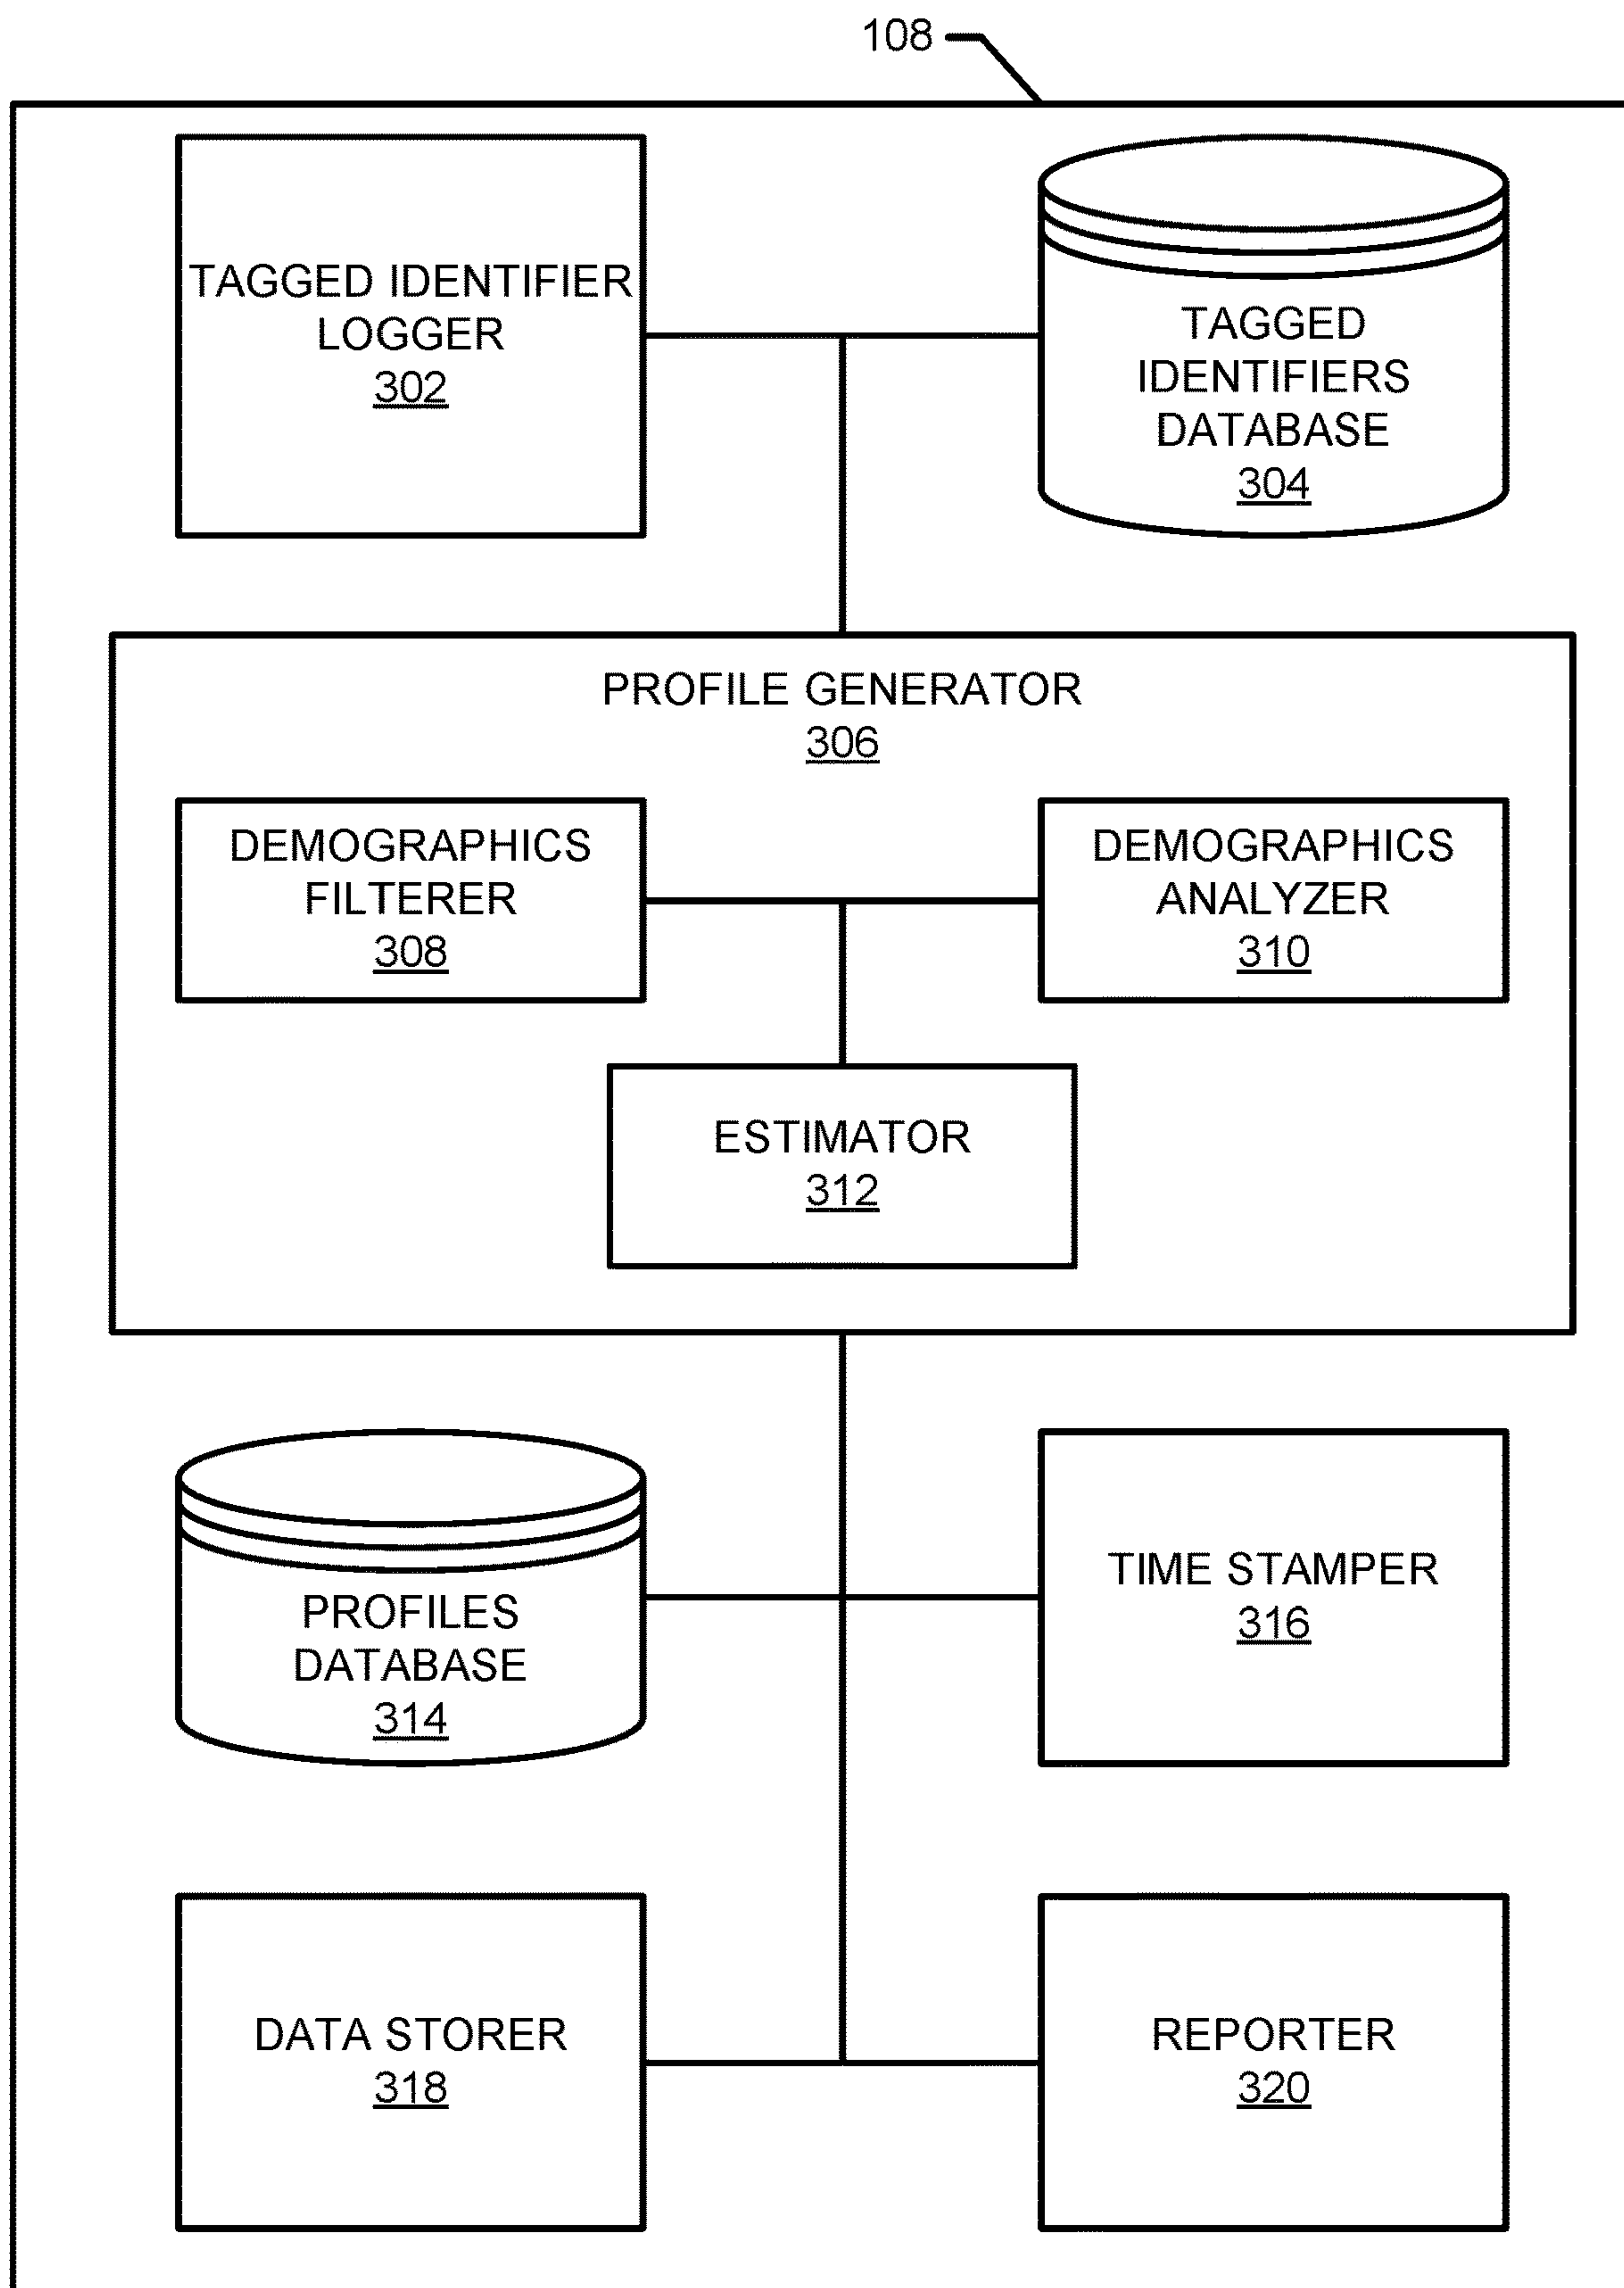 108
TAGGED IDENTIFIER
LOGGER
302
TAGGED
IDENTIFIERS
DATABASE
304
PROFILE GENERATOR
306
DEMOGRAPHICS
FILTERER
308
DEMOGRAPHICS
ANALYZER
310
ESTIMATOR
312
PROFILES
DATABASE
314
TIME STAMPER
316
DATA STORER
318
REPORTER
320